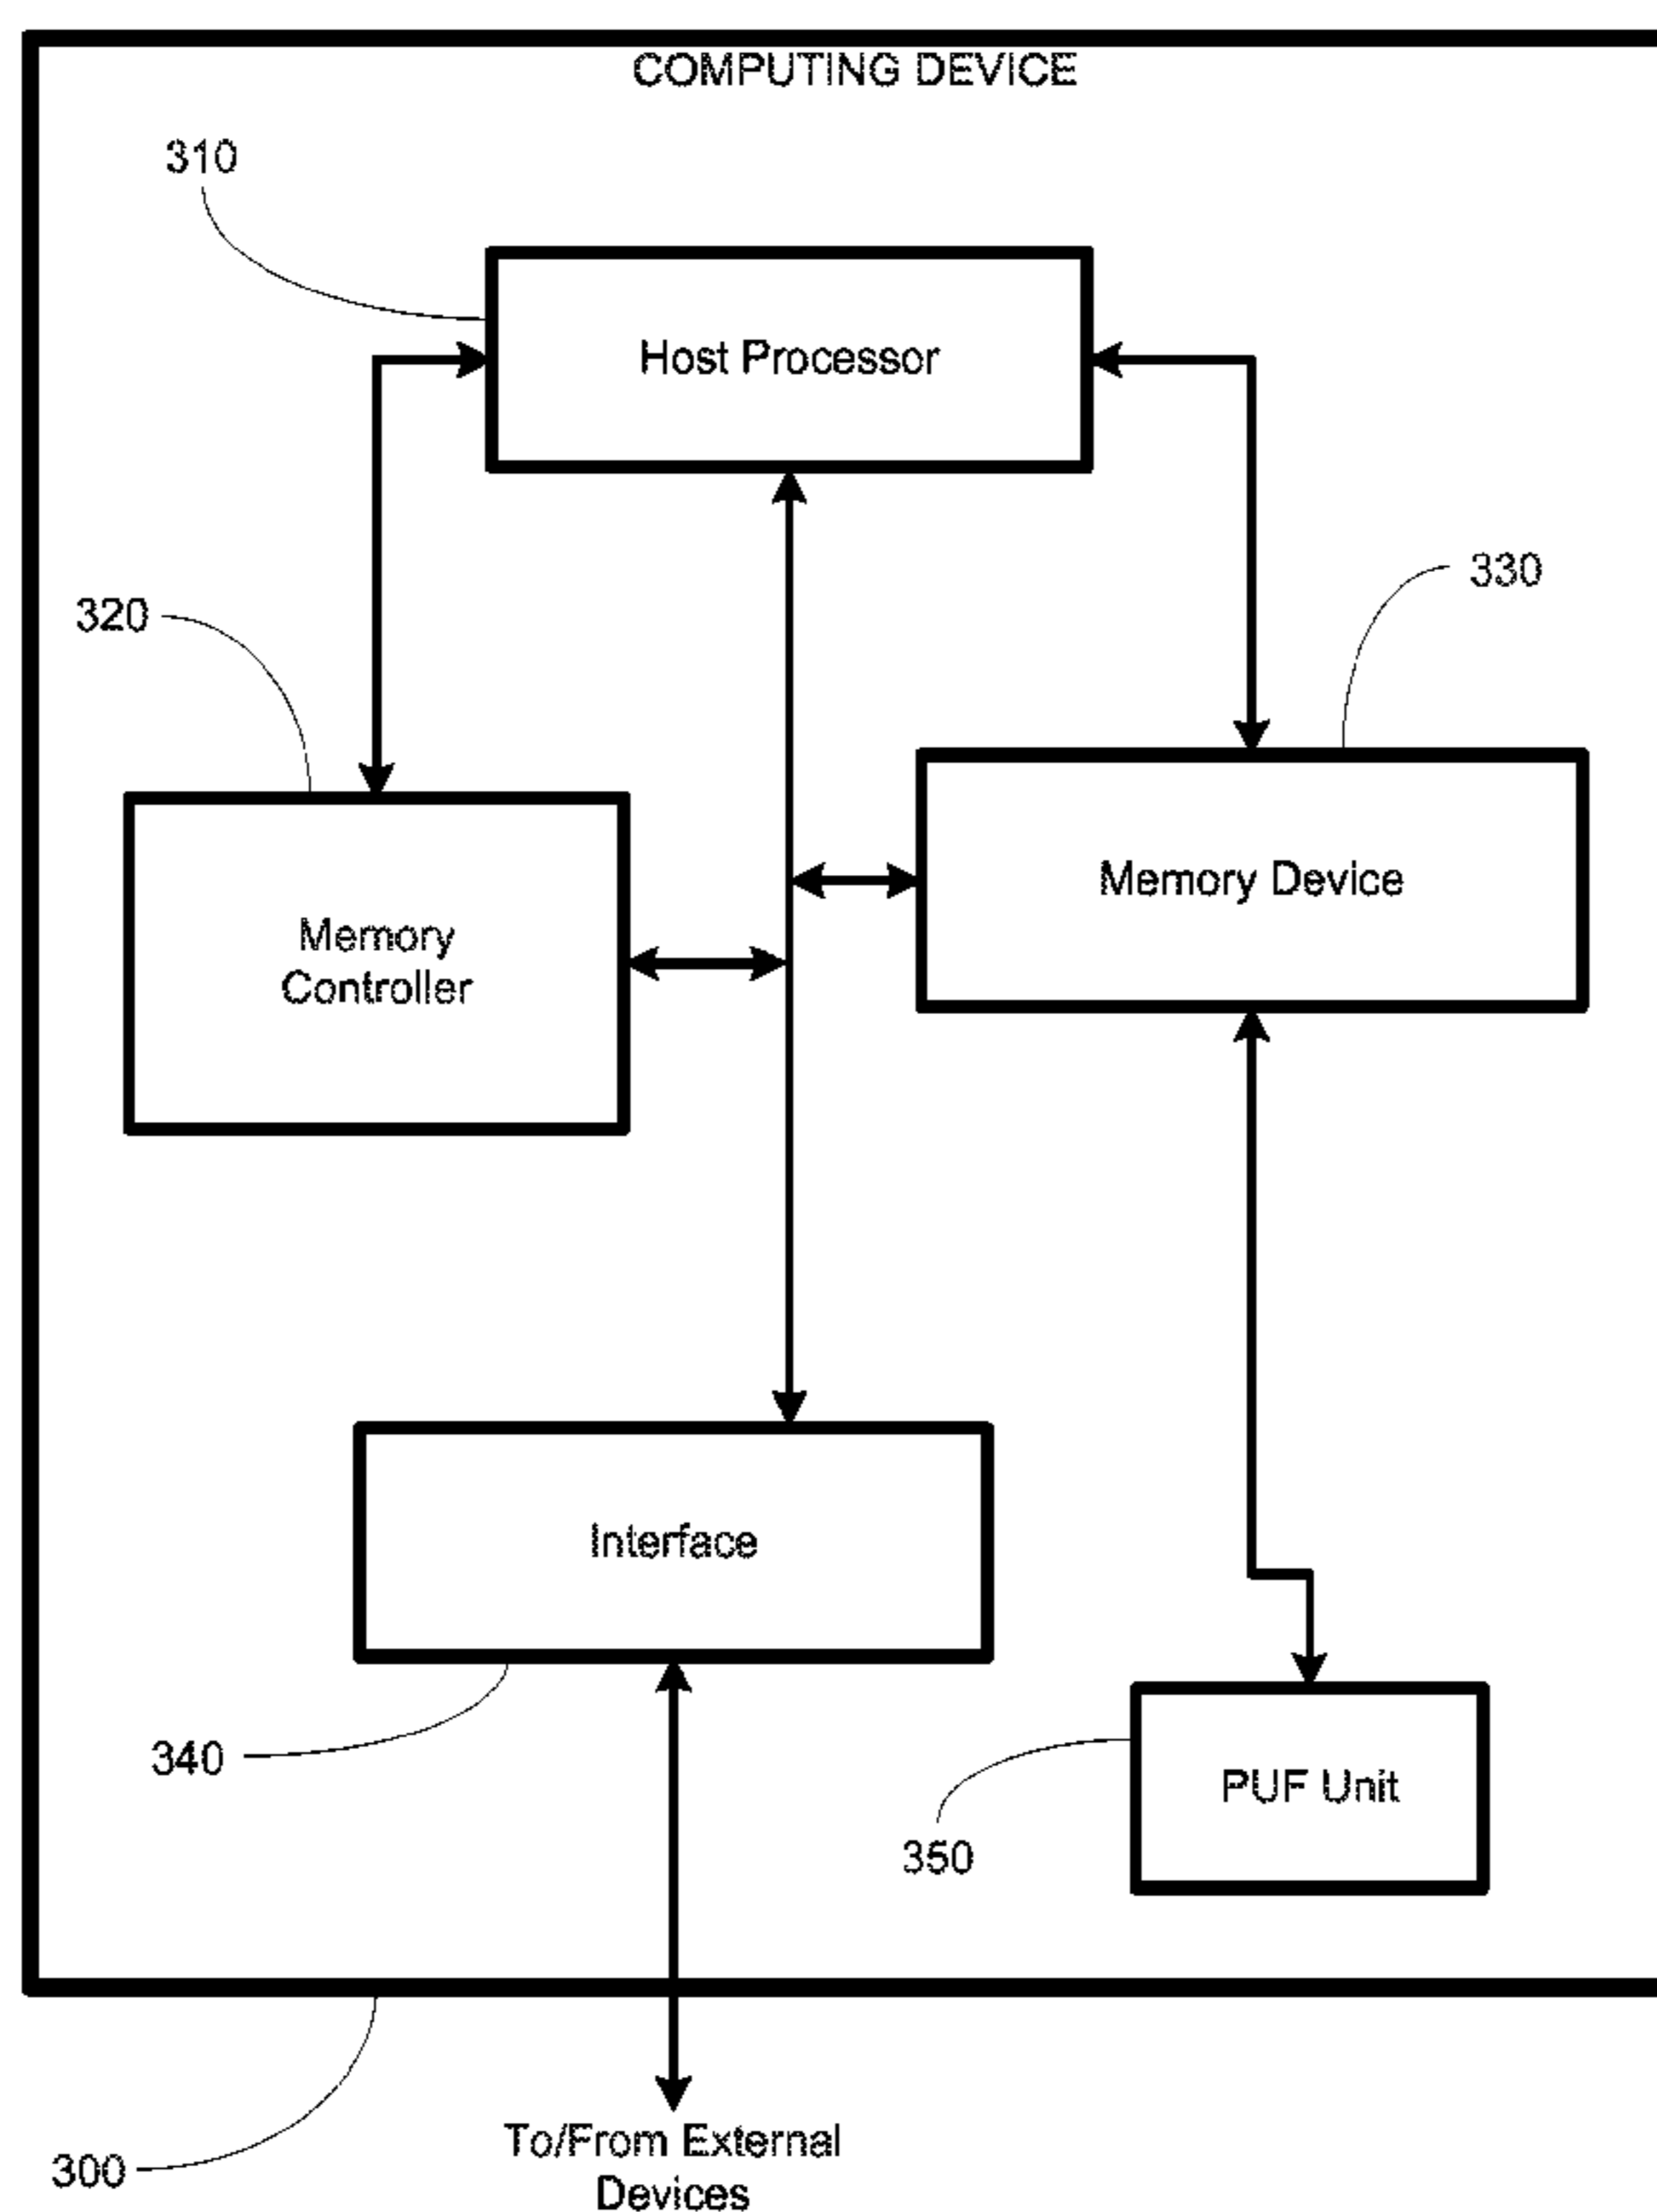 COMPUTING DEVICE
310
Host Processor
330
320
Memory Device
Memory
Controller
Interface
340
PUF Unit
350
To/From External
Devices
300